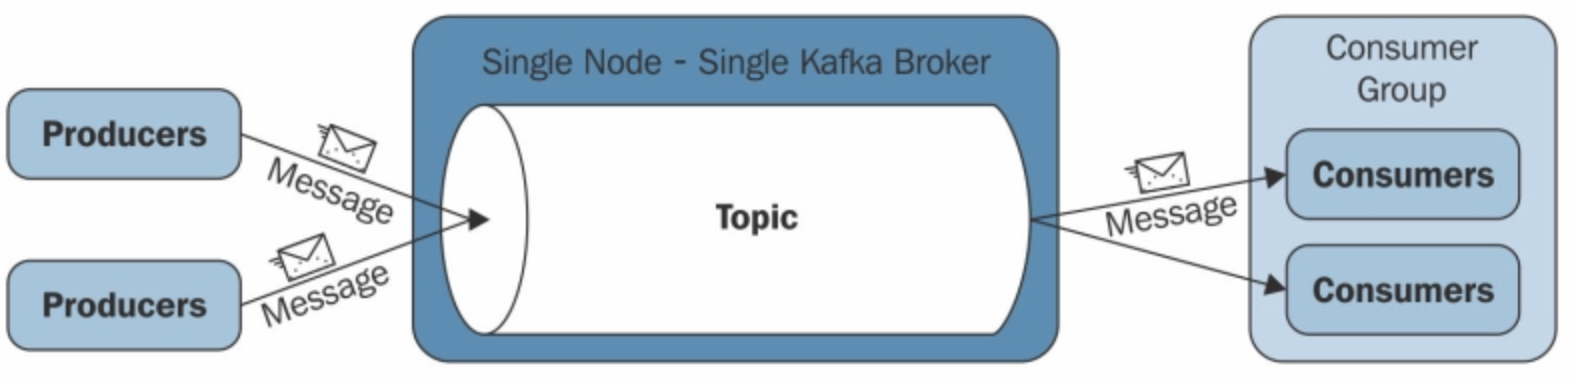 Producers
Message
Producers
Message
Single Node - Single Kafka Broker
Topic
Message
Consumer
Group
Consumers
Consumers